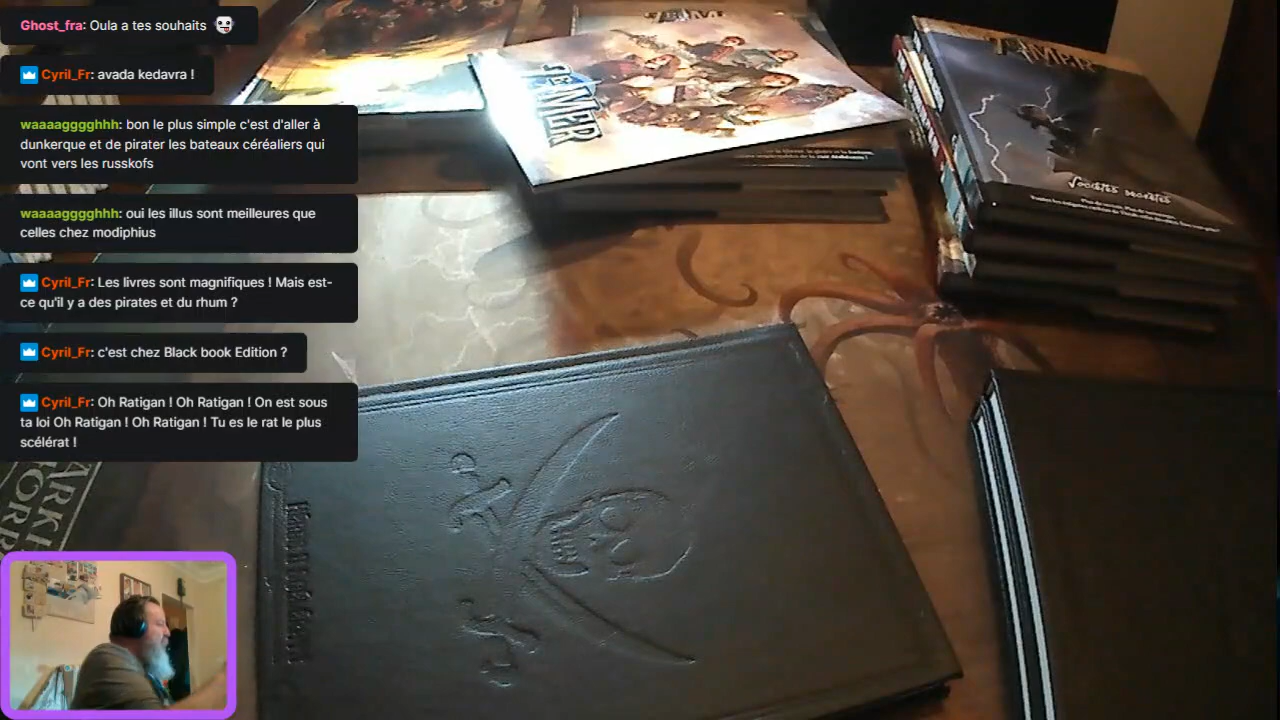 Ghost_fra: Oula a tes souhaits
Cyril_Fr: avada kedavra !
waaaagggghhh: bon le plus simple c'est d'aller à
dunkerque et de pirater les bateaux céréaliers qui
vont vers les russkofs
waaaagggghhh: oui les illus sont meilleures que
celles chez modiphius
Cyril_Fr: Les livres sont magnifiques ! Mais est-
ce qu'il y a des pirates et du rhum ?
Cyril_Fr: c'est chez Black book Edition ?
Cyril_Fr: Oh Ratigan ! Oh Ratigan ! On est sous
ta loi Oh Ratigan ! Oh Ratigan ! Tu es le rat le plus
scélérat !
7E MER
7E MER
Sociétés secrètes